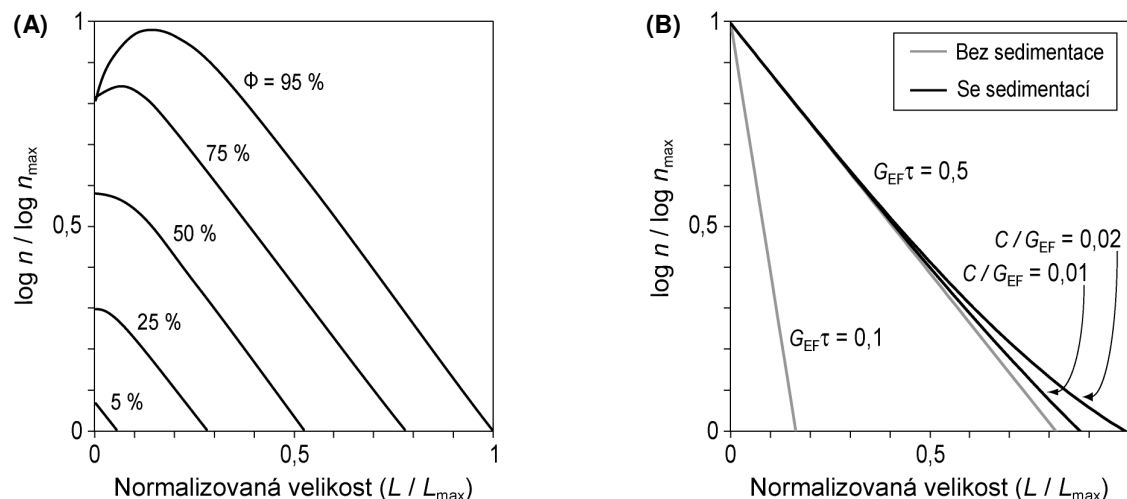 (A)
1
0,5
0
log n / log nmax
Φ = 95 %
75 %
50 %
25 %
5 %
0
0,5
1
Normalizovaná velikost (L / Lmax)
(B)
1
0,5
0
log n / log nmax
Bez sedimentace
Se sedimentací
GEFτ = 0,5
C / GEF = 0,02
C / GEF = 0,01
GEFτ = 0,1
0
0,5
1
Normalizovaná velikost (L / Lmax)